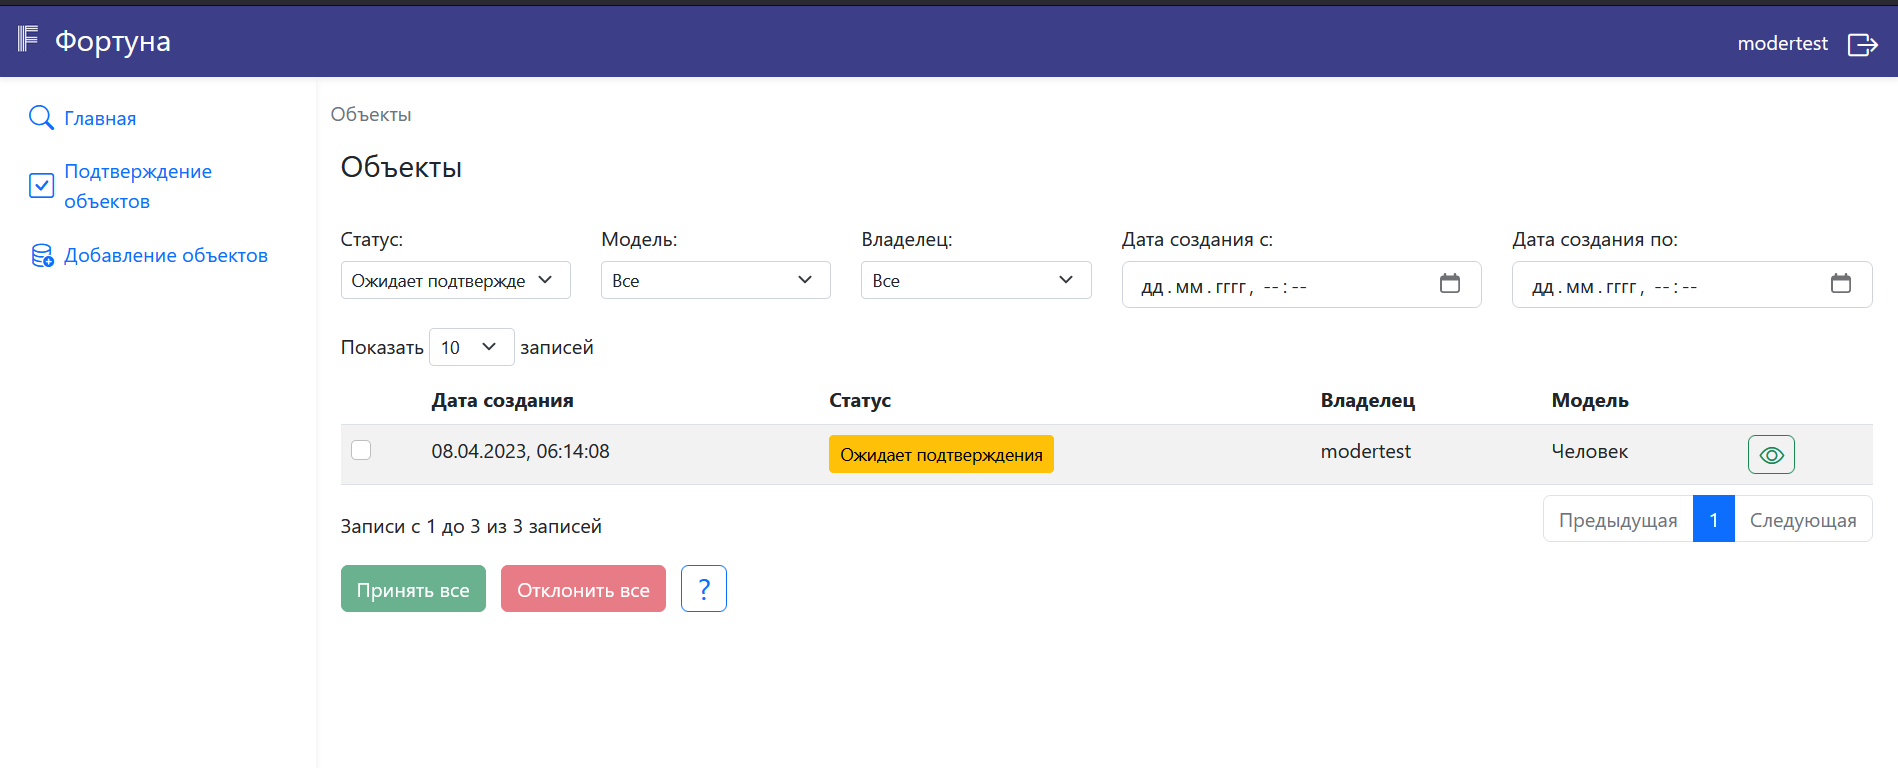 Фортуна
modertest
Главная
Подтверждение
объектов
Добавление объектов
Объекты
Объекты
Статус: Модель: Владелец: Дата создания с: Дата создания по:
Ожидает подтвержде Все Все дд.мм.гггг, --:-- дд.мм.гггг, --:--
Показать 10 записей
Дата создания Статус Владелец Модель
08.04.2023, 06:14:08 Ожидает подтверждения modertest Человек
Записи с 1 до 3 из 3 записей
Предыдущая 1 Следующая
Принять все Отклонить все ?